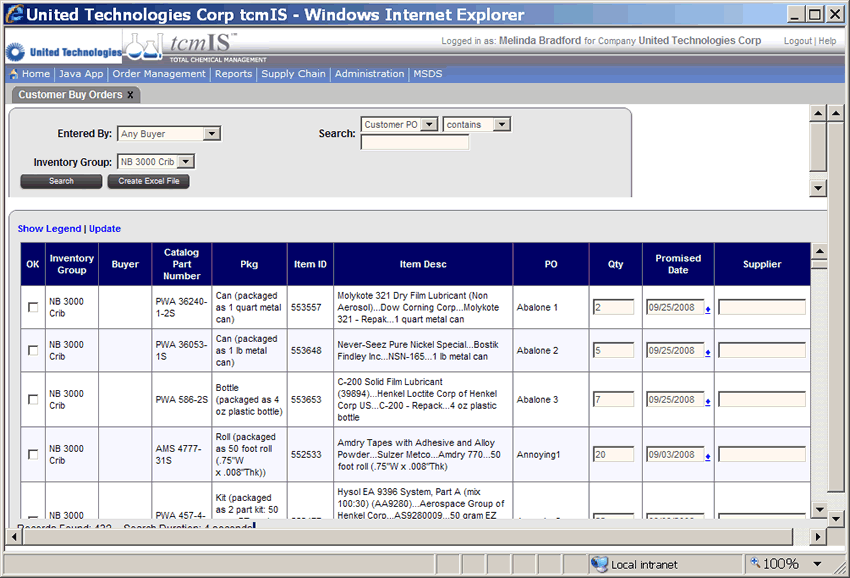 United Technologies Corp tcmIS - Windows Internet Explorer
United Technologies
tcmIS™
TOTAL CHEMICAL MANAGEMENT
Logged in as: Melinda Bradford for Company United Technologies Corp
Logout | Help
Home | Java App | Order Management | Reports | Supply Chain | Administration | MSDS
Customer Buy Orders x
Entered By: Any Buyer
Search: Customer PO contains
Inventory Group: NB 3000 Crib
Search Create Excel File
Show Legend | Update
OK Inventory Group Buyer Catalog Part Number Pkg Item ID Item Desc PO Qty Promised Date Supplier
NB 3000 Crib PWA 36240-1-2S Can (packaged as 1 quart metal can) 553557 Molykote 321 Dry Film Lubricant (Non Aerosol)...Dow Corning Corp...Molykote 321 - Repak...1 quart metal can Abalone 1 2 09/25/2008
NB 3000 Crib PWA 36053-1S Can (packaged as 1 lb metal can) 553648 Never-Seez Pure Nickel Special...Bostik Findley Inc...NSN-165...1 lb metal can Abalone 2 5 09/25/2008
NB 3000 Crib PWA 586-2S Bottle (packaged as 4 oz plastic bottle) 553653 C-200 Solid Film Lubricant (39894)...Henkel Loctite Corp of Henkel Corp US...C-200 - Repack...4 oz plastic bottle Abalone 3 7 09/25/2008
NB 3000 Crib AMS 4777-31S Roll (packaged as 50 foot roll (.75"W x .008"Thk)) 552533 Amdry Tapes with Adhesive and Alloy Powder...Sulzer Metco...Amdry 770...50 foot roll (.75"W x .008"Thk)) Annoying1 20 09/03/2008
NB 3000 PWA 457-4- Kit (packaged as 2 part kit: 50 Hysol EA 9396 System, Part A (mix 100:30) (AA9280)...Aerospace Group of Henkel Corp...AS9280009...50 gram EZ
Records Found: 432 Search Duration: 4 seconds
Local intranet
100%